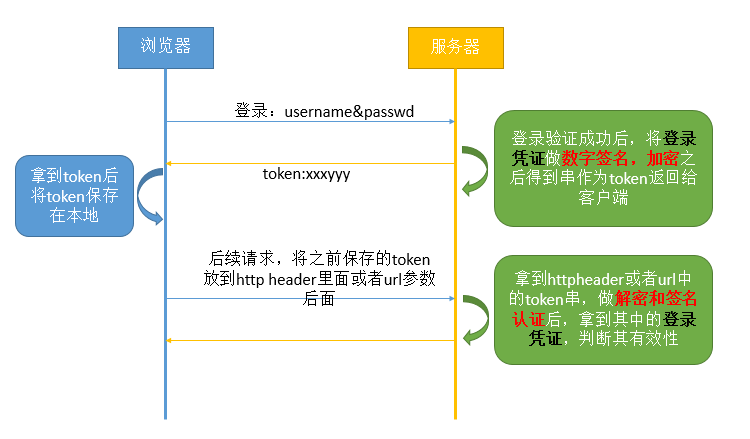 浏览器
服务器
登录：username&passwd
登录验证成功后，将登录
凭证做数字签名，加密之
后得到串作为token返回给
客户端
token:xxxyyy
拿到token后
将token保存
在本地
后续请求，将之前保存的token
放到http header里面或者url参数
后面
拿到httpheader或者url中
的token串，做解密和签名
认证后，拿到其中的登录
凭证，判断其有效性